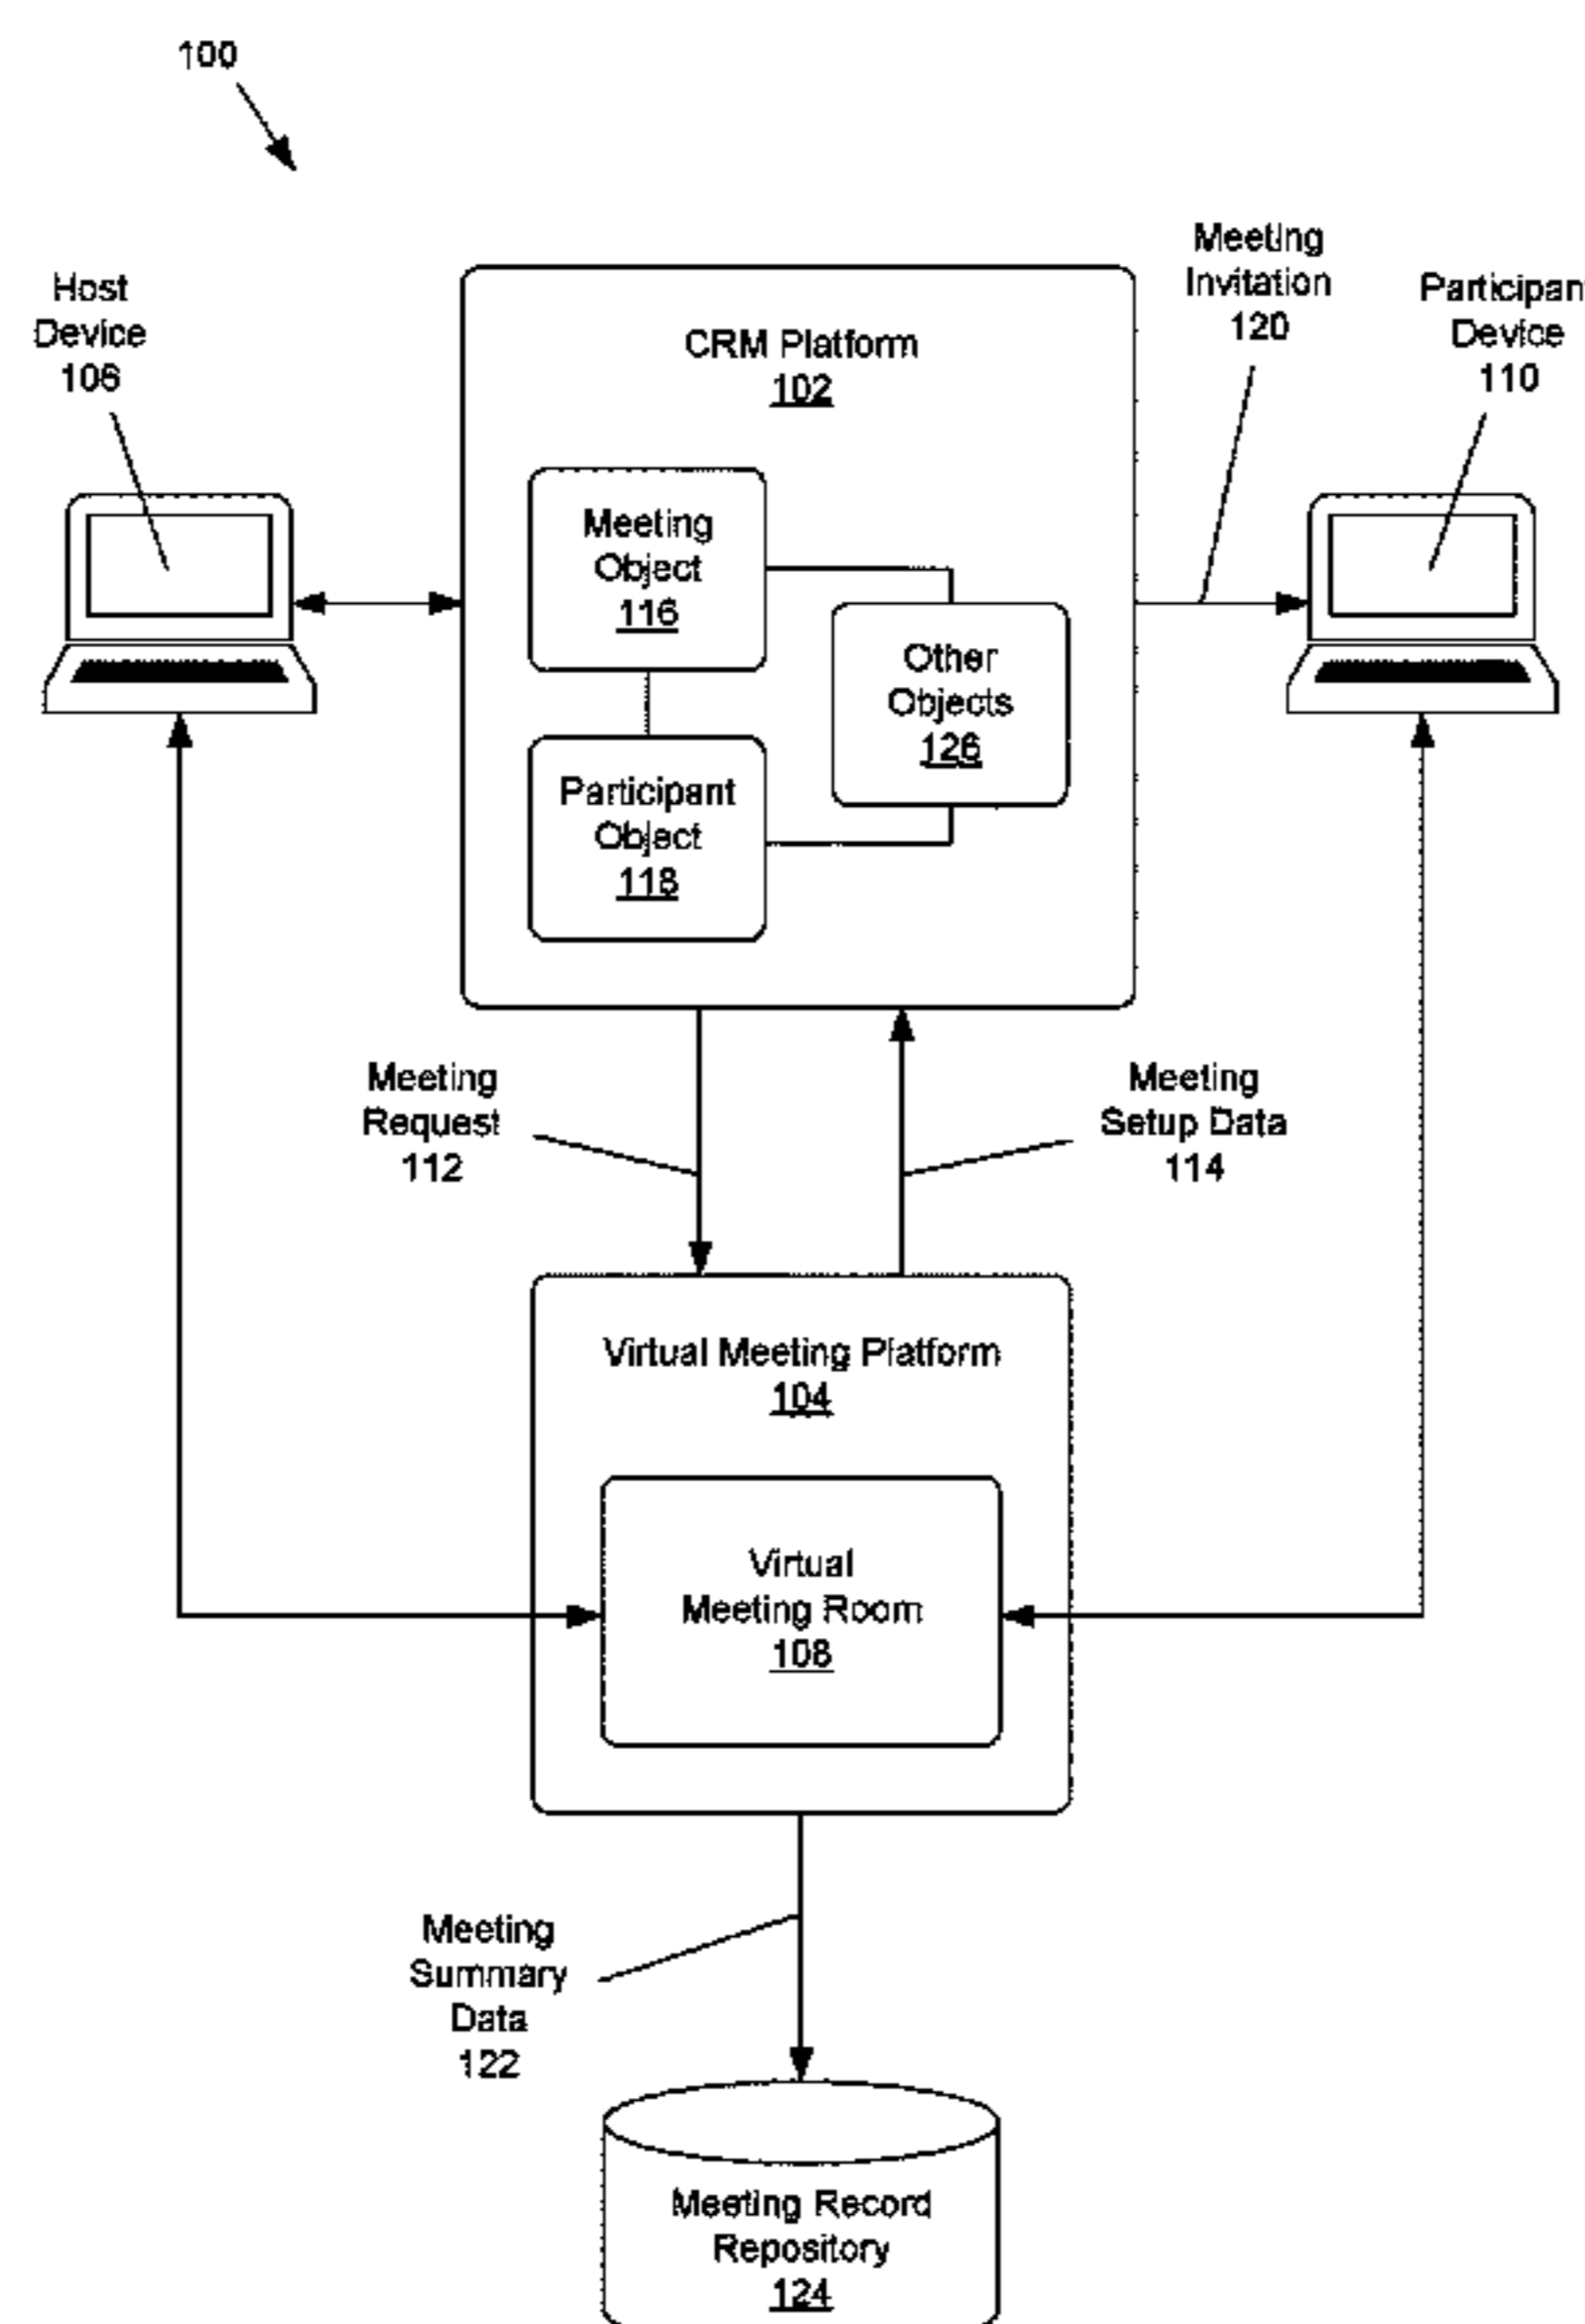 100
Host
Device
106
CRM Platform
102
Meeting
Invitation
120
Participan
Device
110
Meeting
Object
116
Other
Objects
126
Participant
Object
118
Meeting
Request
112
Meeting
Setup Data
114
Virtual Meeting Platform
104
Virtual
Meeting Room
108
Meeting
Summary
Data
122
Meeting Record
Repository
124